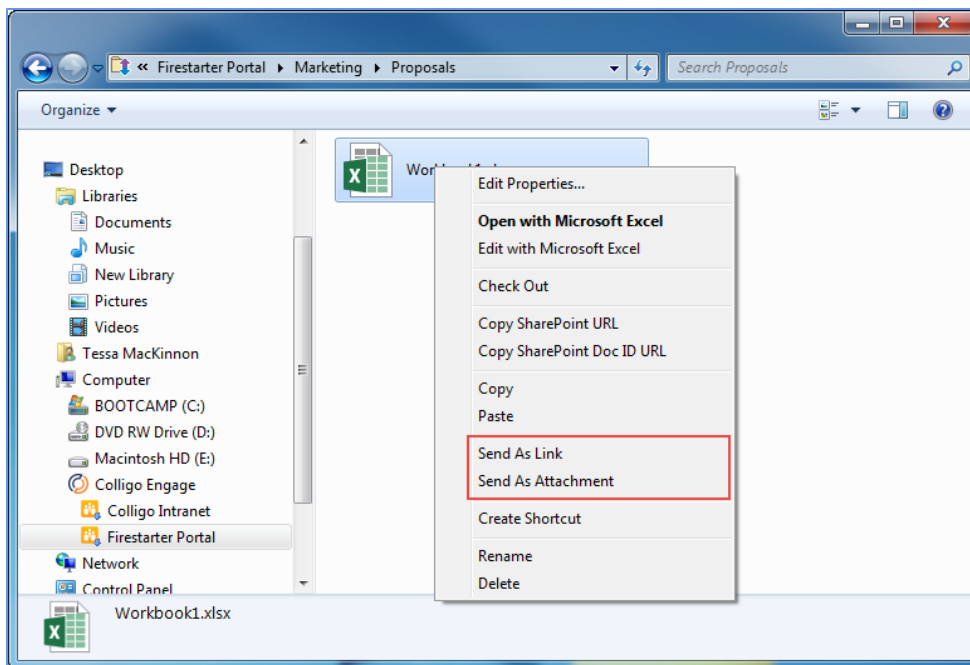 « Firestarter Portal Marketing Proposals
Search Proposals
Organize
Desktop
Libraries
Documents
Music
New Library
Pictures
Videos
Tessa MacKinnon
Computer
BOOTCAMP (C:)
DVD RW Drive (D:)
Macintosh HD (E:)
Colligo Engage
Colligo Intranet
Firestarter Portal
Network
Control Panel
Edit Properties...
Open with Microsoft Excel
Edit with Microsoft Excel
Check Out
Copy SharePoint URL
Copy SharePoint Doc ID URL
Copy
Paste
Send As Link
Send As Attachment
Create Shortcut
Rename
Delete
Workbook1.xlsx